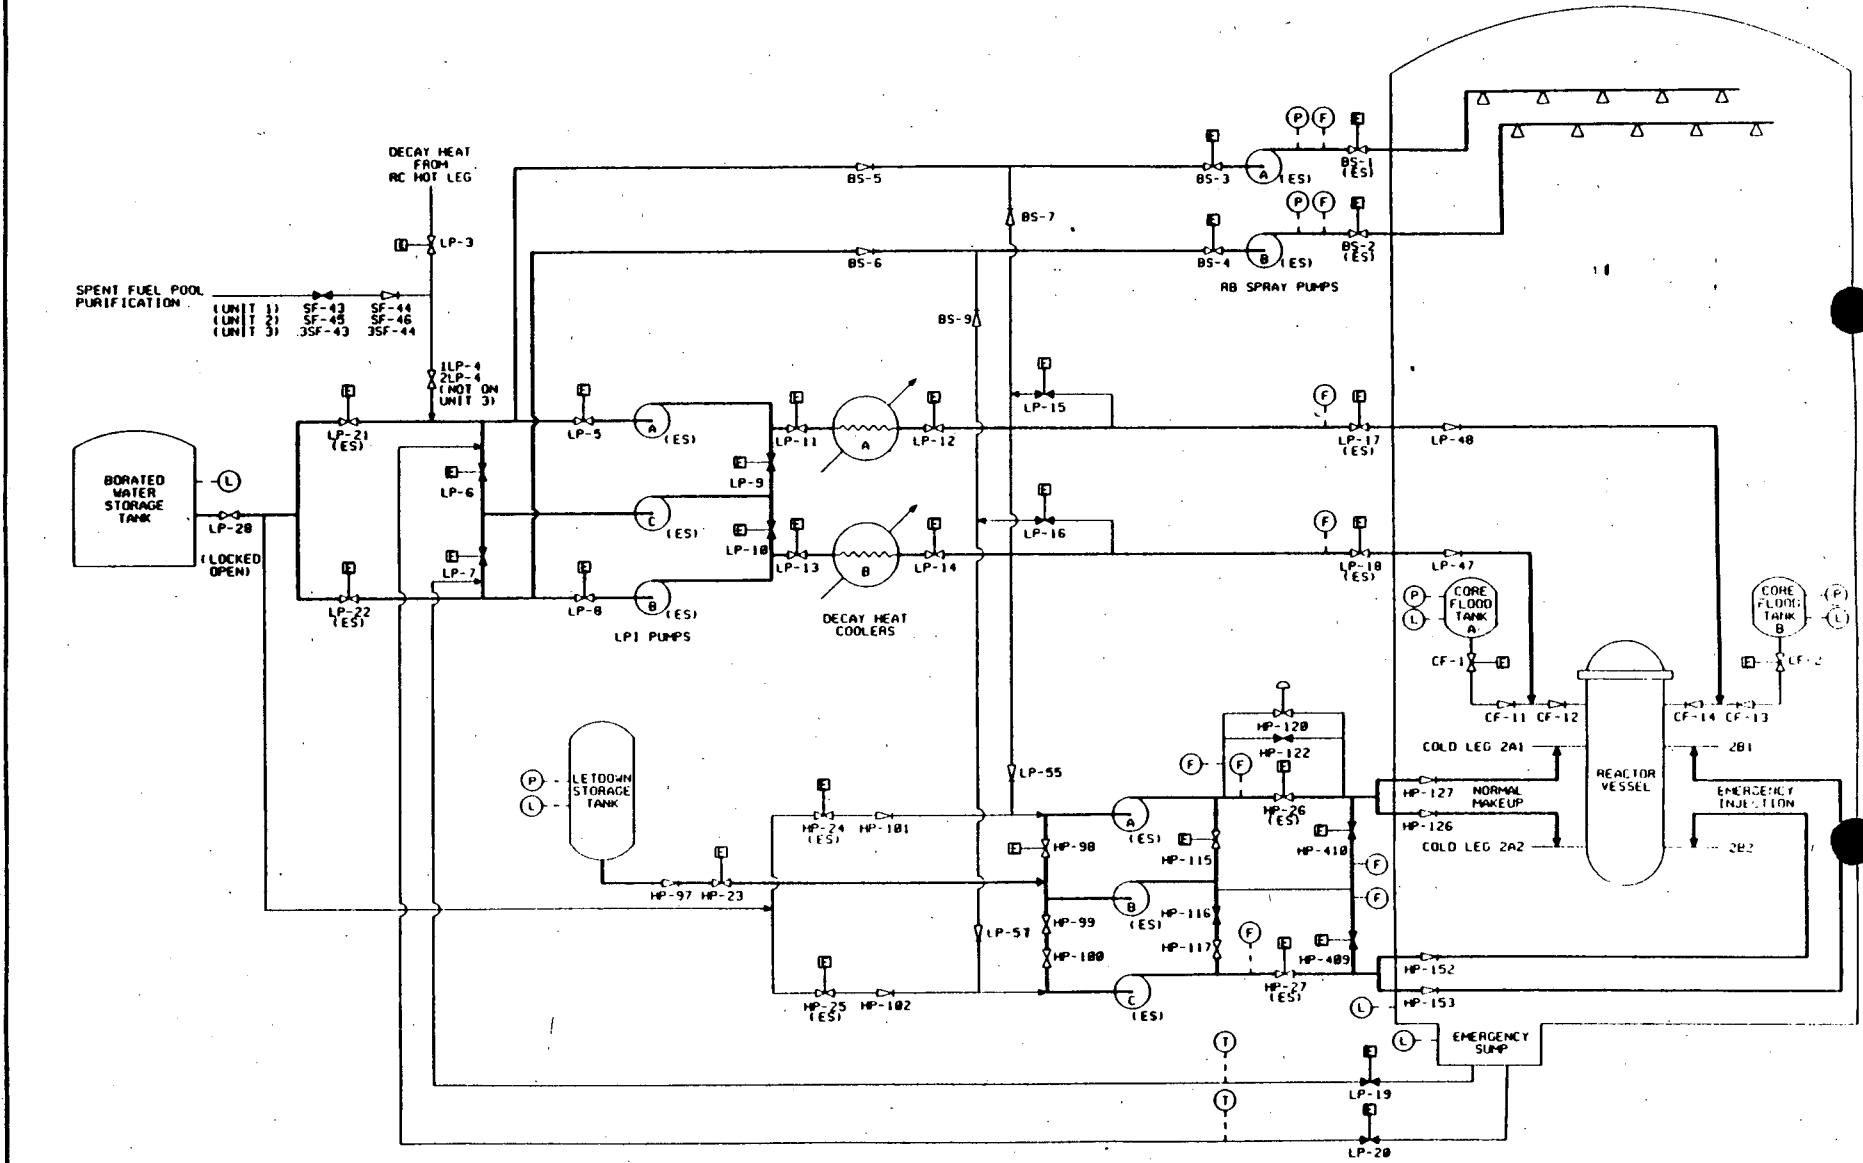 DECAY HEAT
FROM
RC HOT LEG
E
LP-3
SPENT FUEL POOL
PURIFICATION
(UNIT 1) SF-43 SF-44
(UNIT 2) SF-45 SF-46
(UNIT 3) 3SF-43 3SF-44
1LP-4
2LP-4
(NOT ON
UNIT 3)
BS-5
BS-7
E
BS-3
A
(ES)
P F E
BS-1
(ES)
BS-6
BS-9
E
BS-4
B
(ES)
P F E
BS-2
(ES)
RB SPRAY PUMPS
BORATED
WATER
STORAGE
TANK
L
LP-28
(LOCKED
OPEN)
E
LP-21
(ES)
E
LP-6
E
LP-7
E
LP-22
(ES)
E
LP-5
A
(ES)
C
(ES)
E
LP-8
B
(ES)
LPI PUMPS
E
LP-9
E
LP-10
E
LP-11
A
E
LP-12
E
LP-13
B
E
LP-14
DECAY HEAT
COOLERS
E
LP-15
E
LP-16
F E
LP-17
(ES)
LP-48
F E
LP-18
(ES)
LP-47
P
L
CORE
FLOOD
TANK
A
CF-1
E
CF-11 CF-12
CORE
FLOOD
TANK
B
P
L
E
CF-2
CF-14 CF-13
COLD LEG 2A1
2B1
REACTOR
VESSEL
NORMAL
MAKEUP
EMERGENCY
INJECTION
COLD LEG 2A2
2B2
LETDOWN
STORAGE
TANK
P
L
HP-97
E
HP-23
E
HP-24
(ES)
HP-101
E
HP-25
(ES)
HP-102
LP-55
LP-57
E
HP-98
HP-99
HP-100
A
(ES)
B
(ES)
C
(ES)
HP-120
HP-122
F
F
E
HP-26
(ES)
E
HP-115
HP-116
HP-117
HP-410
F
F
E
HP-409
F
E
HP-27
(ES)
HP-127
HP-126
HP-152
HP-153
L
L
EMERGENCY
SUMP
T
E
LP-19
T
E
LP-20